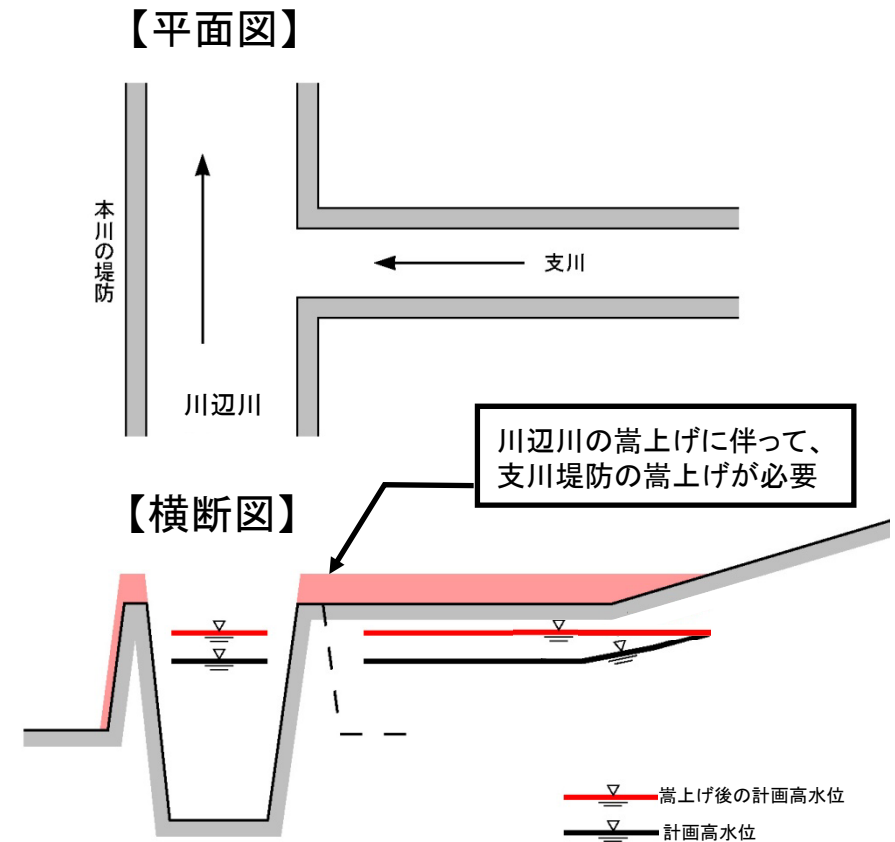 【平面図】
本川の堤防
支川
川辺川
川辺川の嵩上げに伴って、
支川堤防の嵩上げが必要
【横断図】
嵩上げ後の計画高水位
計画高水位